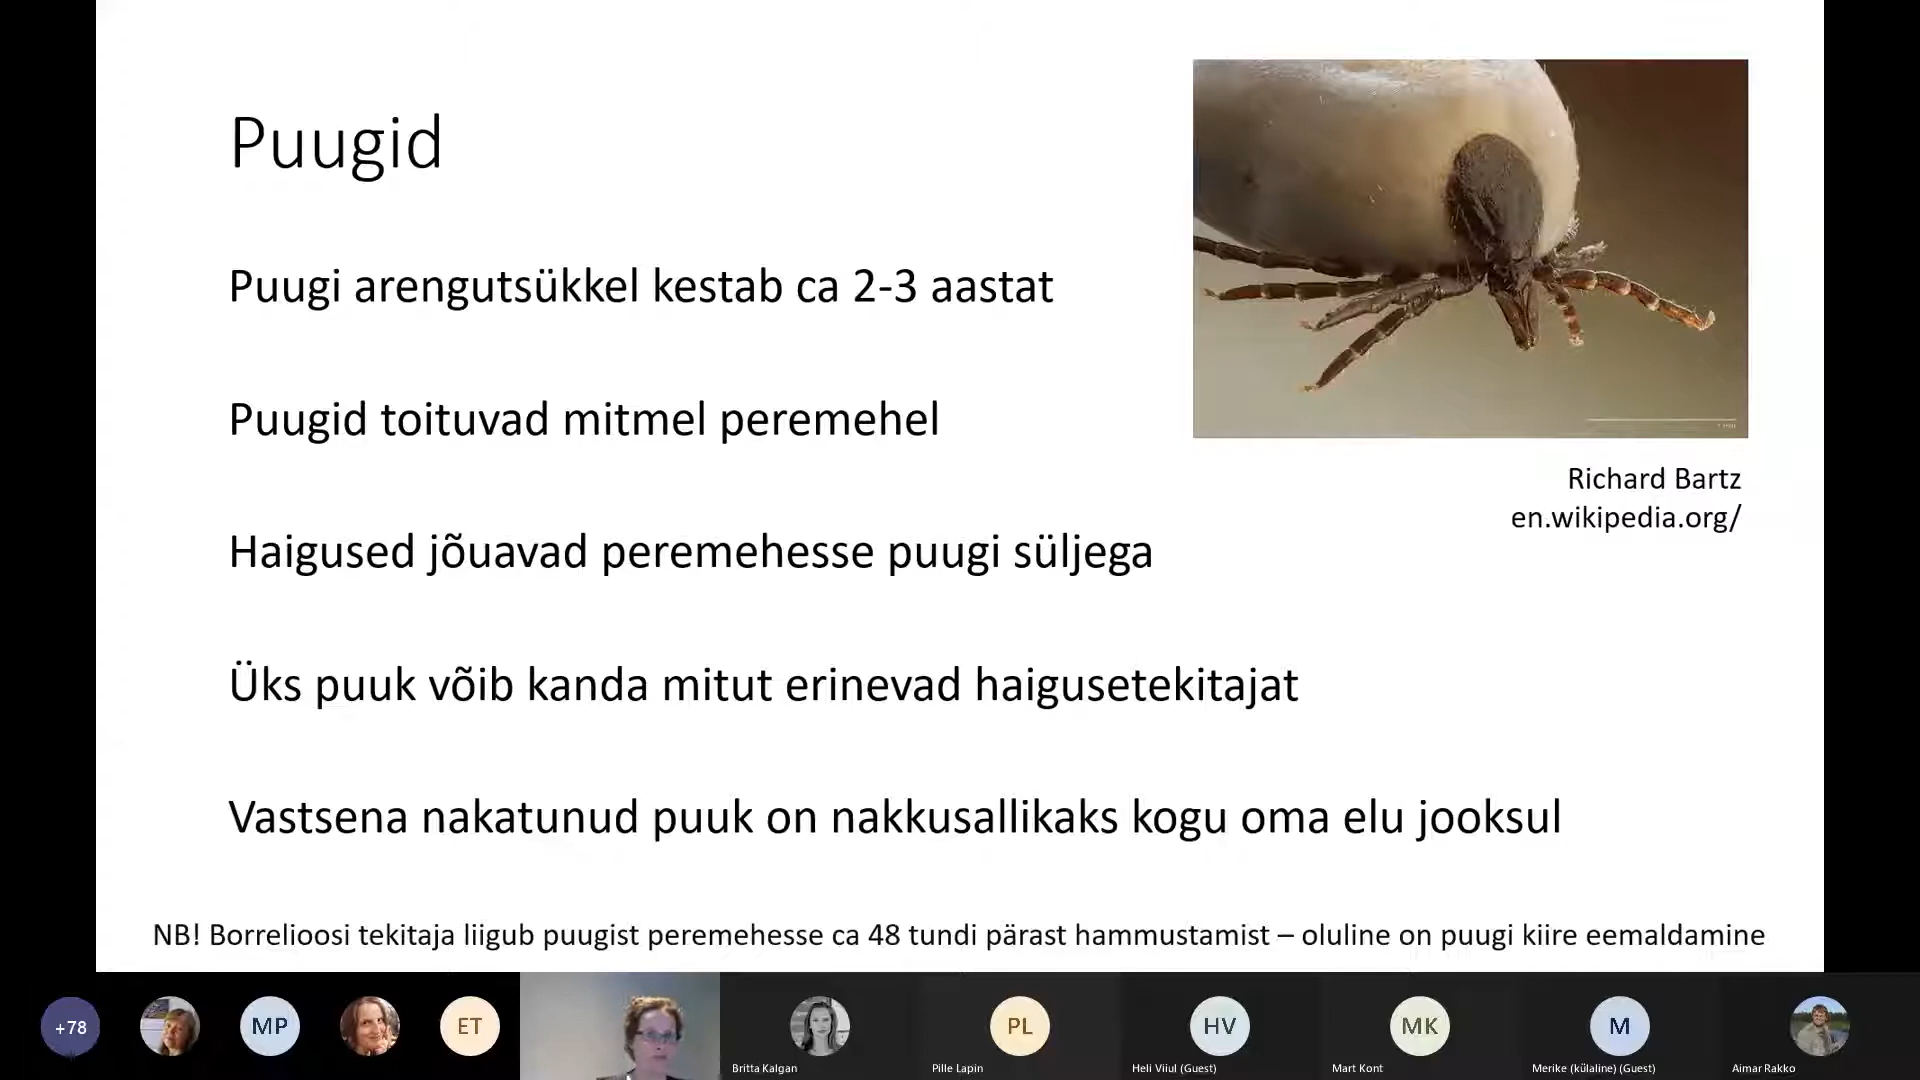 Puugid
Puugi arengutsükkel kestab ca 2-3 aastat
Puugid toituvad mitmel peremehel
Richard Bartz
en.wikipedia.org/
Haigused jõuavad peremehesse puugi süljega
Üks puuk võib kanda mitut erinevad haigusetekitajat
Vastsena nakatunud puuk on nakkusallikaks kogu oma elu jooksul
NB! Borrelioosi tekitaja liigub puugist peremehesse ca 48 tundi pärast hammustamist – oluline on puugi kiire eemaldamine
+78
MP
ET
PL
HV
MK
M
Britta Kalgan
Pille Lapin
Heli Viiul (Guest)
Mart Kont
Merike (külaline) (Guest)
Aimar Rakko